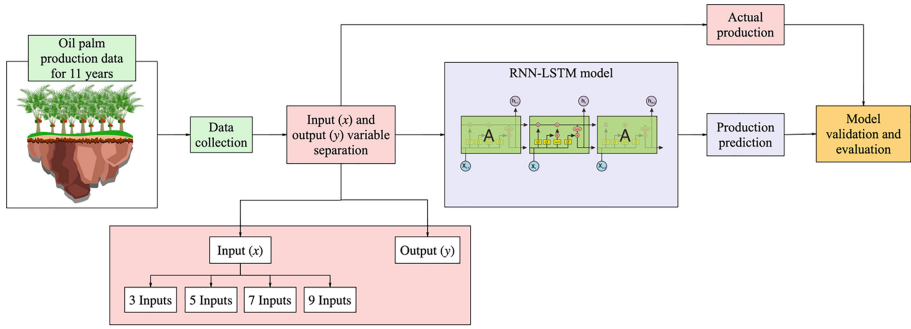 Actual
production
Oil palm
production data
for 11 years
RNN-LSTM model
A
A
Data
collection
Input (x) and
output (y) variable
separation
Production
prediction
Model
validation and
evaluation
Input (x)
Output (y)
3 Inputs
5 Inputs
7 Inputs
9 Inputs